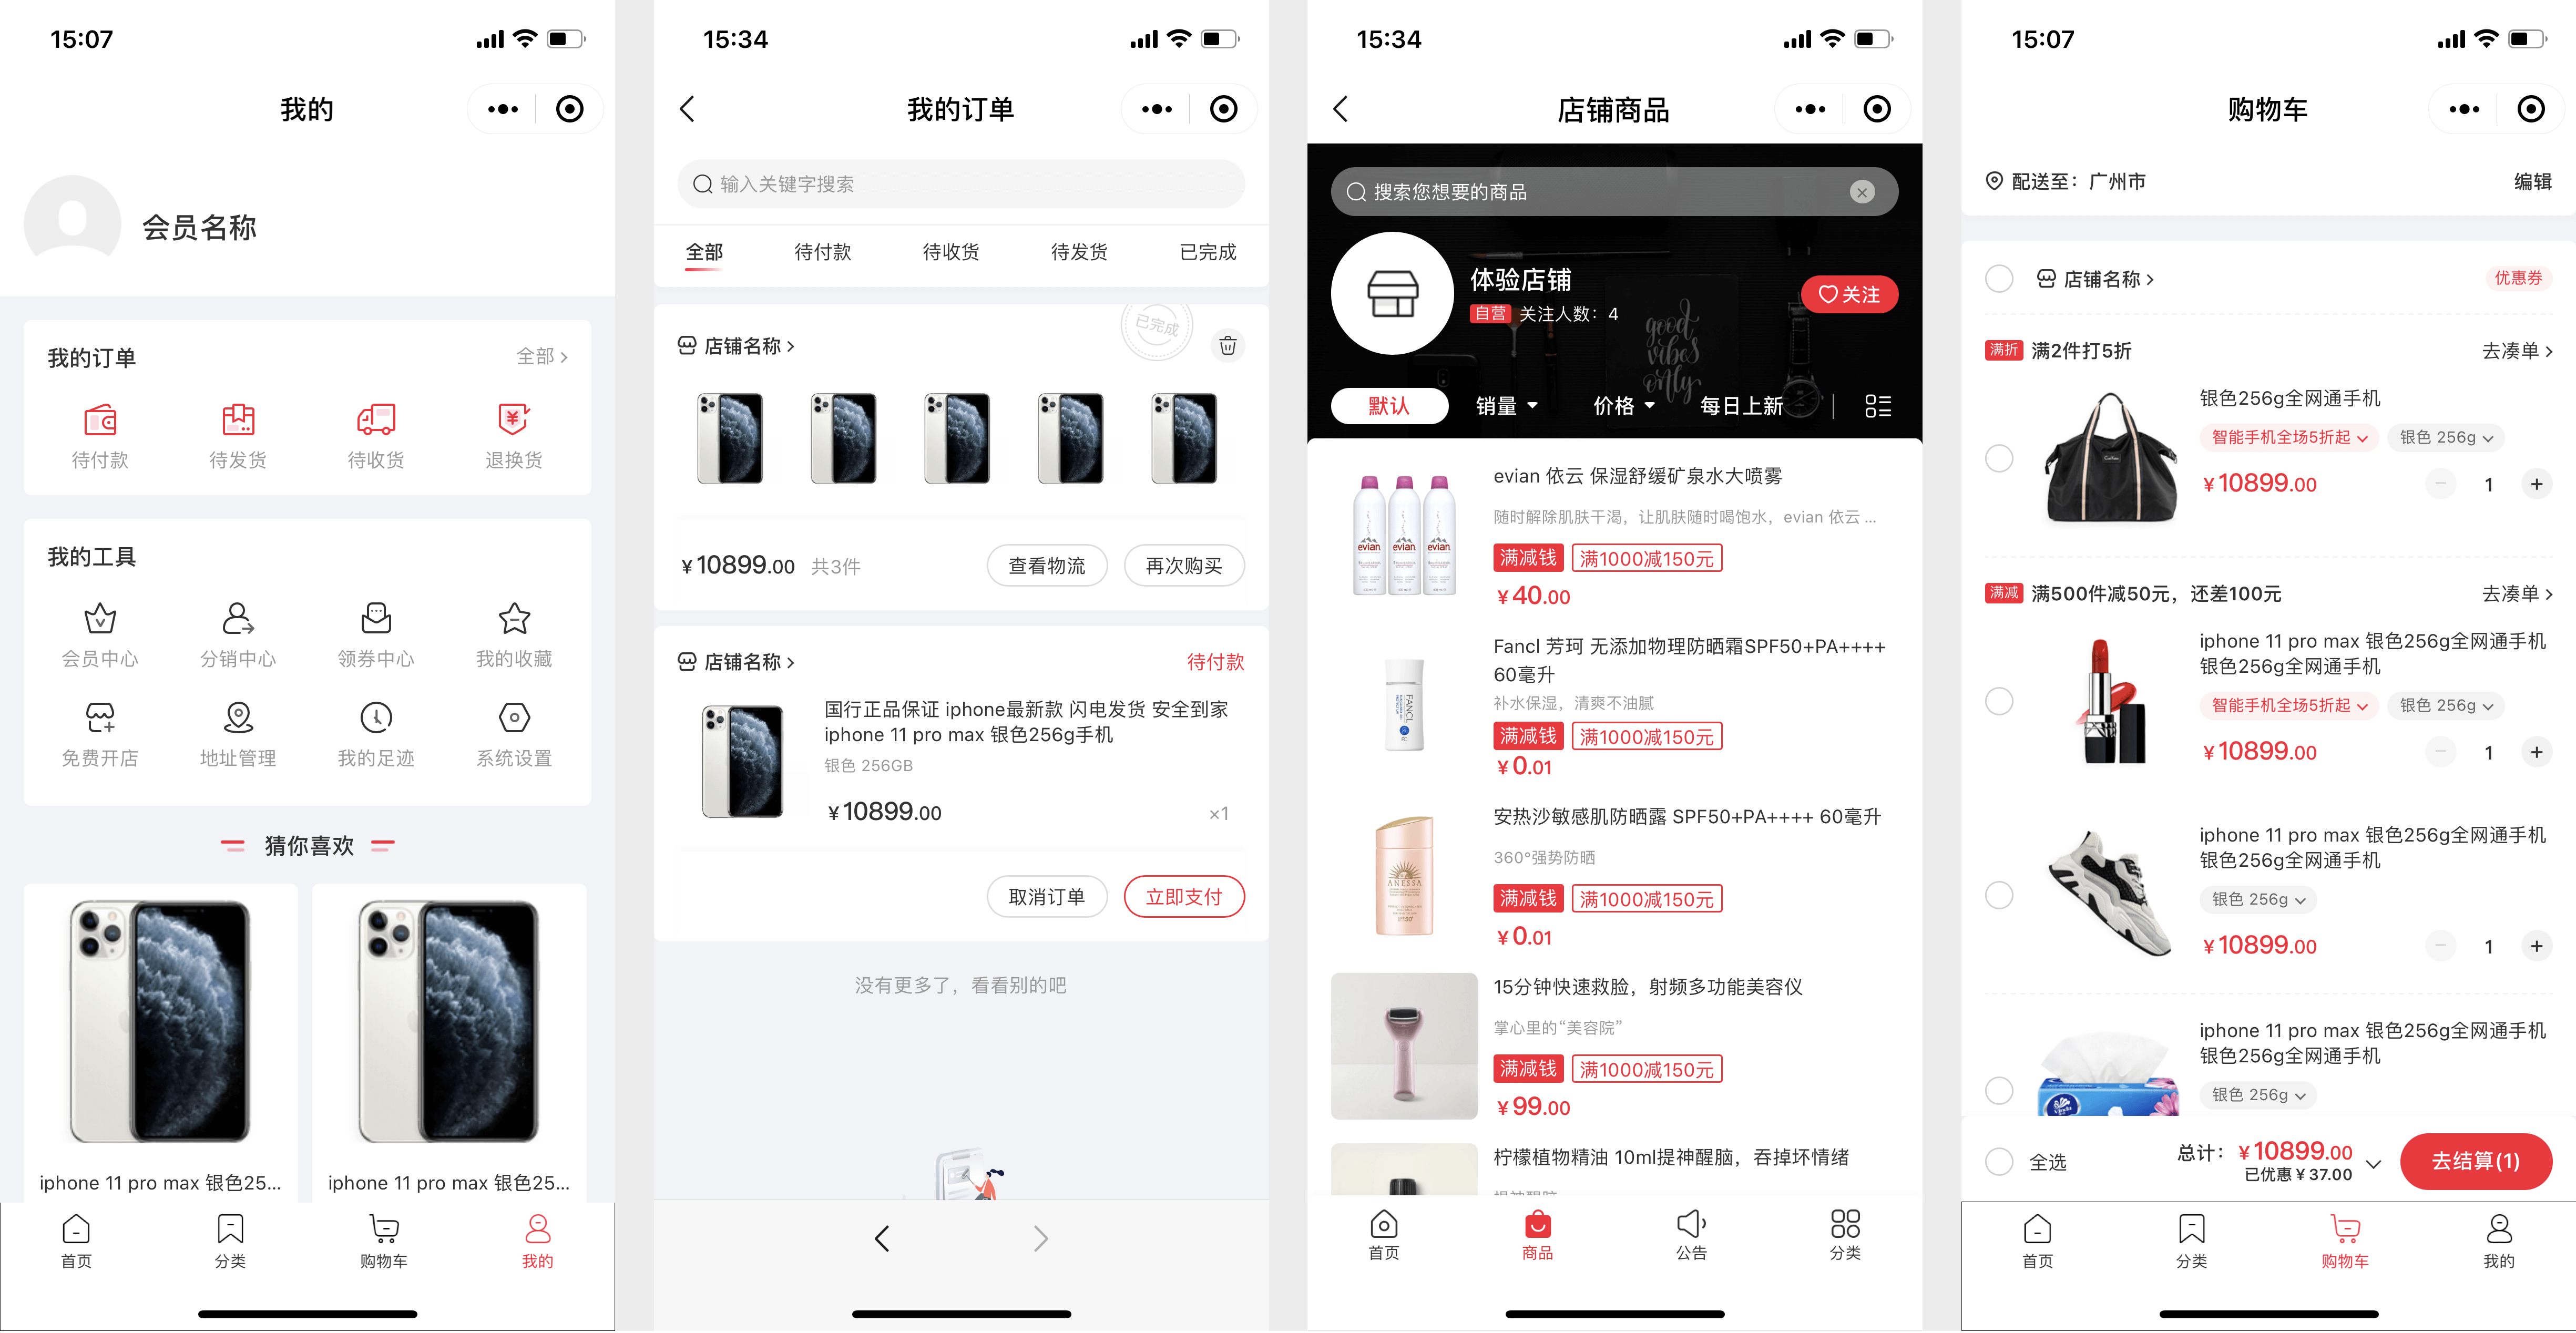 15:07
我的
会员名称
我的订单
全部
待付款
待发货
待收货
退换货
我的工具
会员中心
分销中心
领券中心
我的收藏
免费开店
地址管理
我的足迹
系统设置
猜你喜欢
iphone 11 pro max 银色25...
iphone 11 pro max 银色25...
首页
分类
购物车
我的
15:34
我的订单
输入关键字搜索
全部
待付款
待收货
待发货
已完成
已完成
店铺名称
¥10899.00 共3件
查看物流
再次购买
店铺名称
待付款
国行正品保证 iphone最新款 闪电发货 安全到家
iphone 11 pro max 银色256g手机
银色 256GB
¥10899.00
×1
取消订单
立即支付
没有更多了，看看别的吧
15:34
店铺商品
搜索您想要的商品
体验店铺
自营 关注人数：4
关注
good
vibes
only
默认
销量
价格
每日上新
evian 依云 保湿舒缓矿泉水大喷雾
随时解除肌肤干渴，让肌肤随时喝饱水，evian 依云 ...
满减钱 满1000减150元
¥40.00
evian
evian
evian
Fancl 芳珂 无添加物理防晒霜SPF50+PA++++
60毫升
补水保湿，清爽不油腻
满减钱 满1000减150元
¥0.01
FANCL
安热沙敏感肌防晒露 SPF50+PA++++ 60毫升
360°强势防晒
满减钱 满1000减150元
¥0.01
ANESSA
15分钟快速救脸，射频多功能美容仪
掌心里的“美容院”
满减钱 满1000减150元
¥99.00
柠檬植物精油 10ml提神醒脑，吞掉坏情绪
首页
商品
公告
分类
15:07
购物车
配送至：广州市
编辑
店铺名称
优惠券
满折 满2件打5折
去凑单
银色256g全网通手机
智能手机全场5折起
银色 256g
¥10899.00
1
满减 满500件减50元，还差100元
去凑单
iphone 11 pro max 银色256g全网通手机
银色256g全网通手机
智能手机全场5折起
银色 256g
¥10899.00
1
iphone 11 pro max 银色256g全网通手机
银色256g全网通手机
银色 256g
¥10899.00
1
iphone 11 pro max 银色256g全网通手机
银色256g全网通手机
银色 256g
全选
总计：¥10899.00
已优惠¥37.00
去结算(1)
首页
分类
购物车
我的